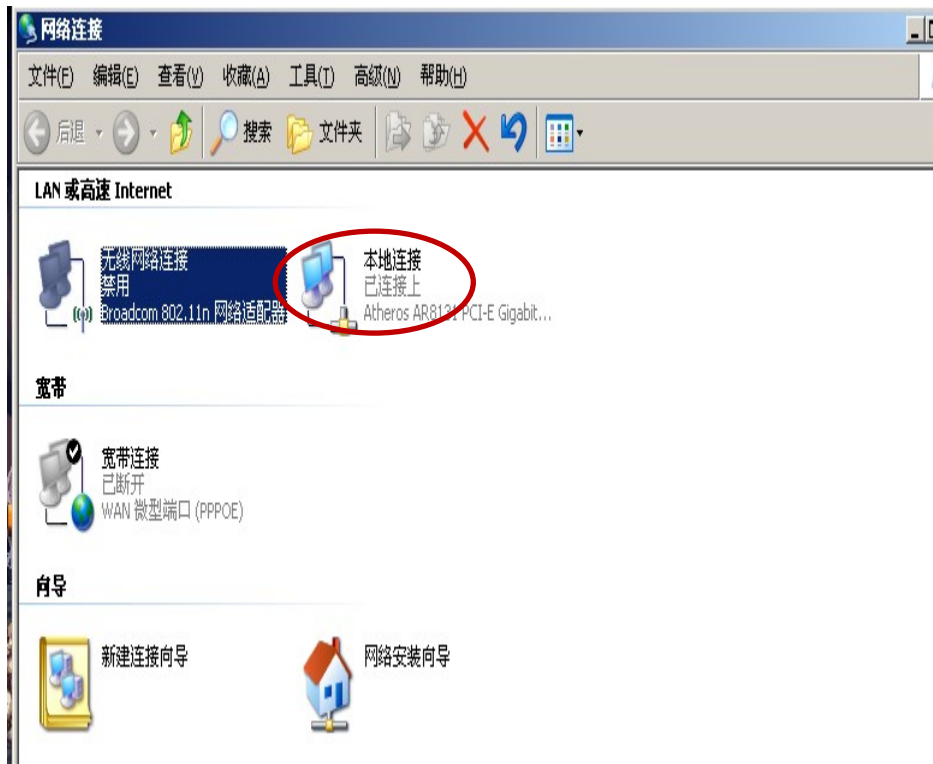 网络连接
文件(F) 编辑(E) 查看(V) 收藏(A) 工具(T) 高级(N) 帮助(H)
后退 搜索 文件夹
LAN 或高速 Internet
无线网络连接
禁用
Broadcom 802.11n 网络适配器
本地连接
已连接上
Atheros AR8131 PCI-E Gigabit...
宽带
宽带连接
已断开
WAN 微型端口 (PPPOE)
向导
新建连接向导
网络安装向导